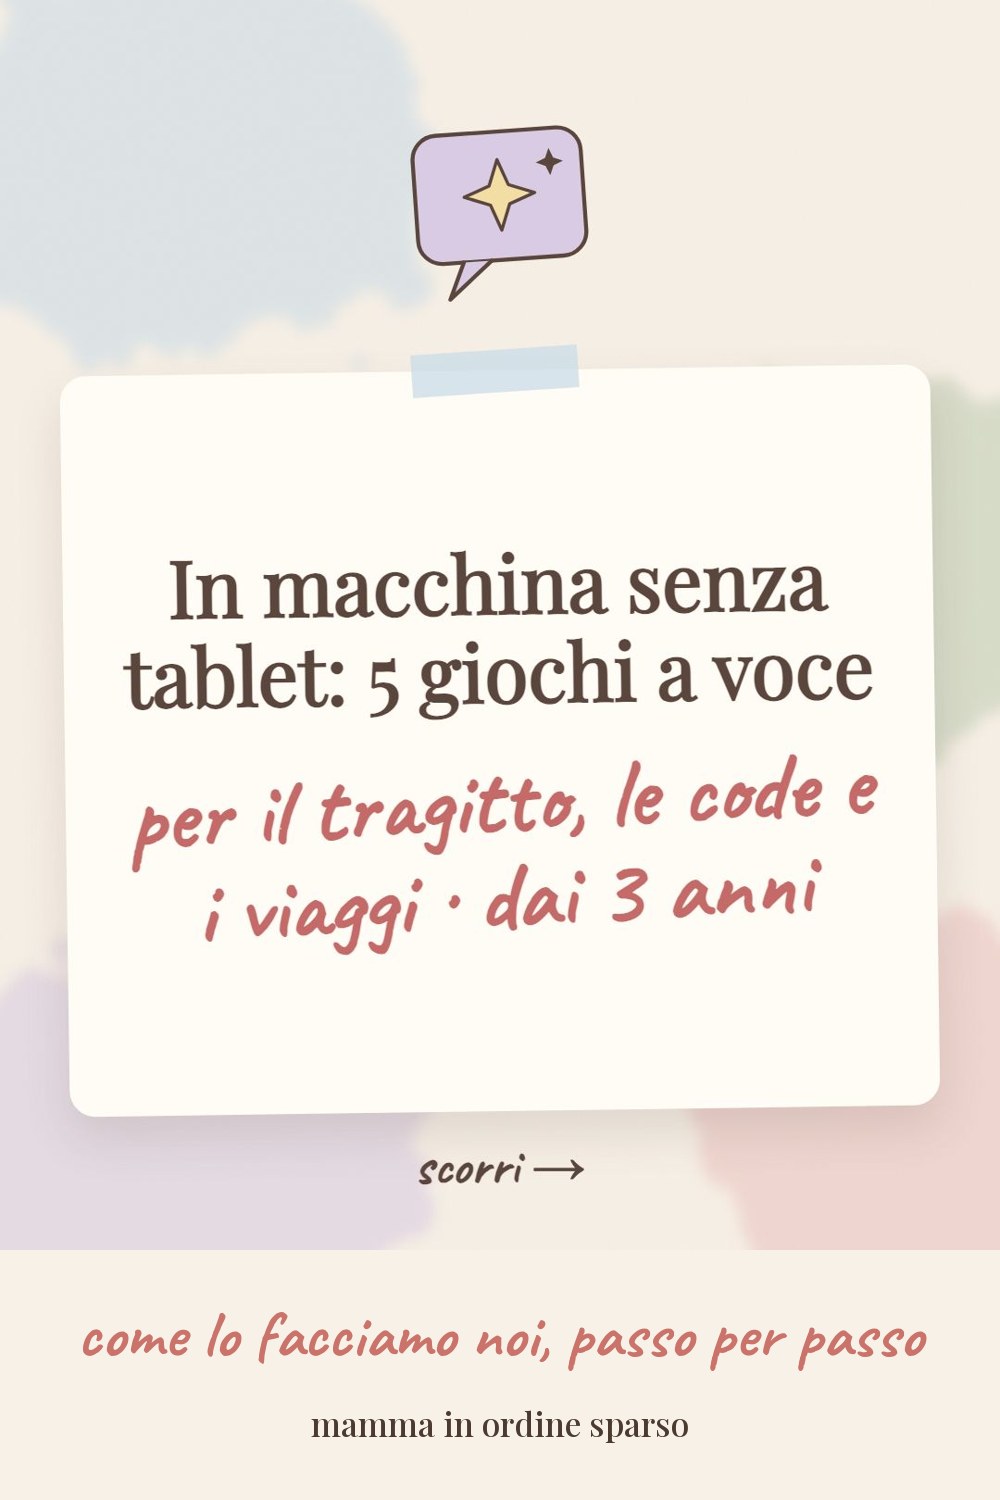 In macchina senza
tablet: 5 giochi a voce
per il tragitto, le code e
i viaggi · dai 3 anni
scorri →
come lo facciamo noi, passo per passo
mamma in ordine sparso